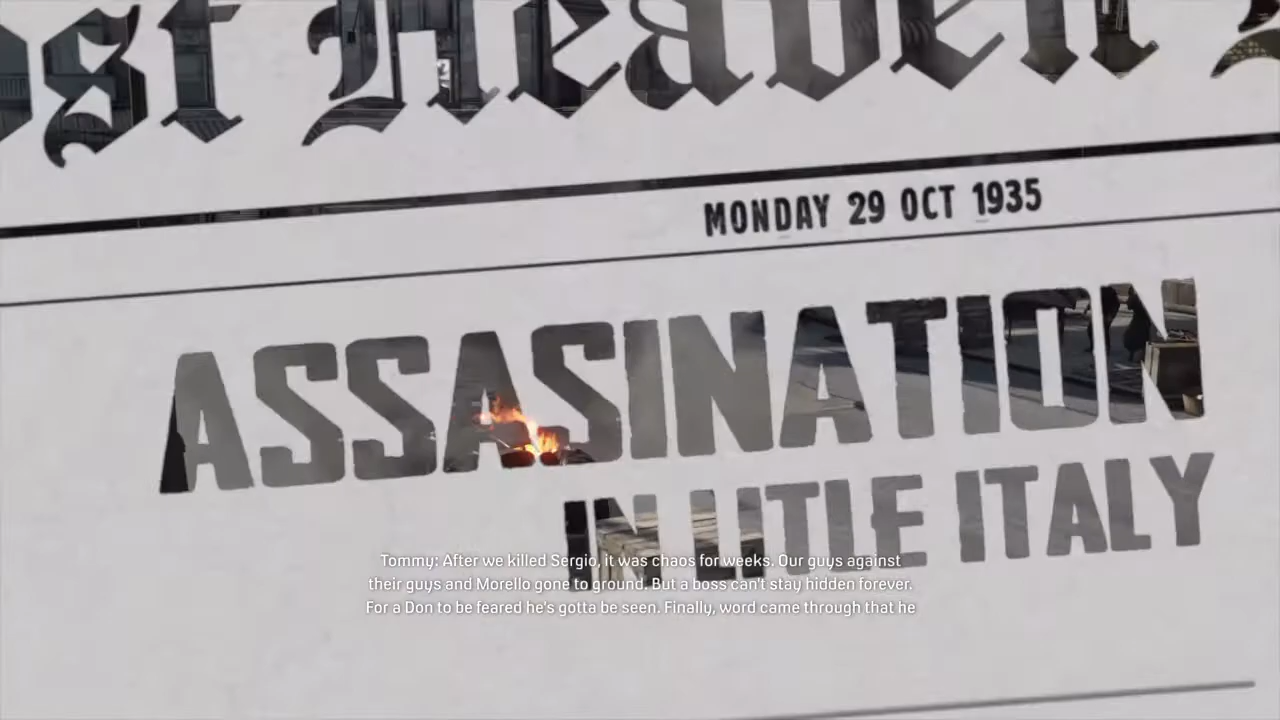 ost Heaven
MONDAY 29 OCT 1935
ASSASINATION
IN LITLE ITALY
Tommy: After we killed Sergio, it was chaos for weeks. Our guys against
their guys and Morello gone to ground. But a boss can't stay hidden forever.
For a Don to be feared he's gotta be seen. Finally, word came through that he